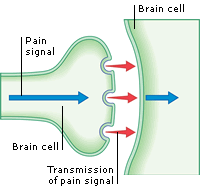 Brain cell
Pain
signal
Brain cell
Transmission
of pain signal